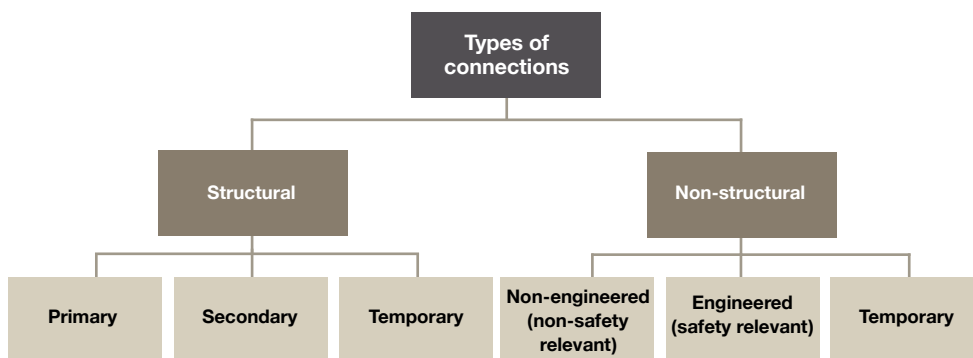 Types of
connections
Structural
Non-structural
Primary
Secondary
Temporary
Non-engineered
(non-safety
relevant)
Engineered
(safety relevant)
Temporary